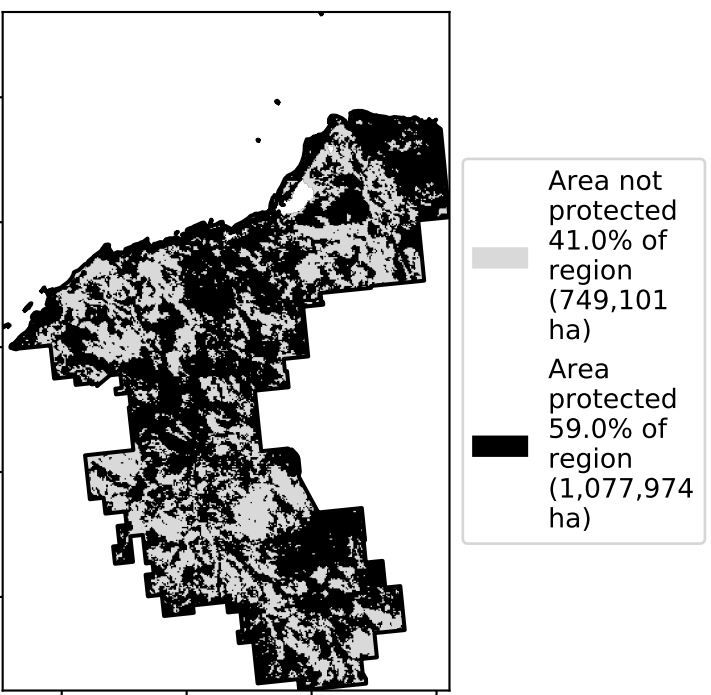 Area not
protected
41.0% of
region
(749,101
ha)
Area
protected
59.0% of
region
(1,077,974
ha)